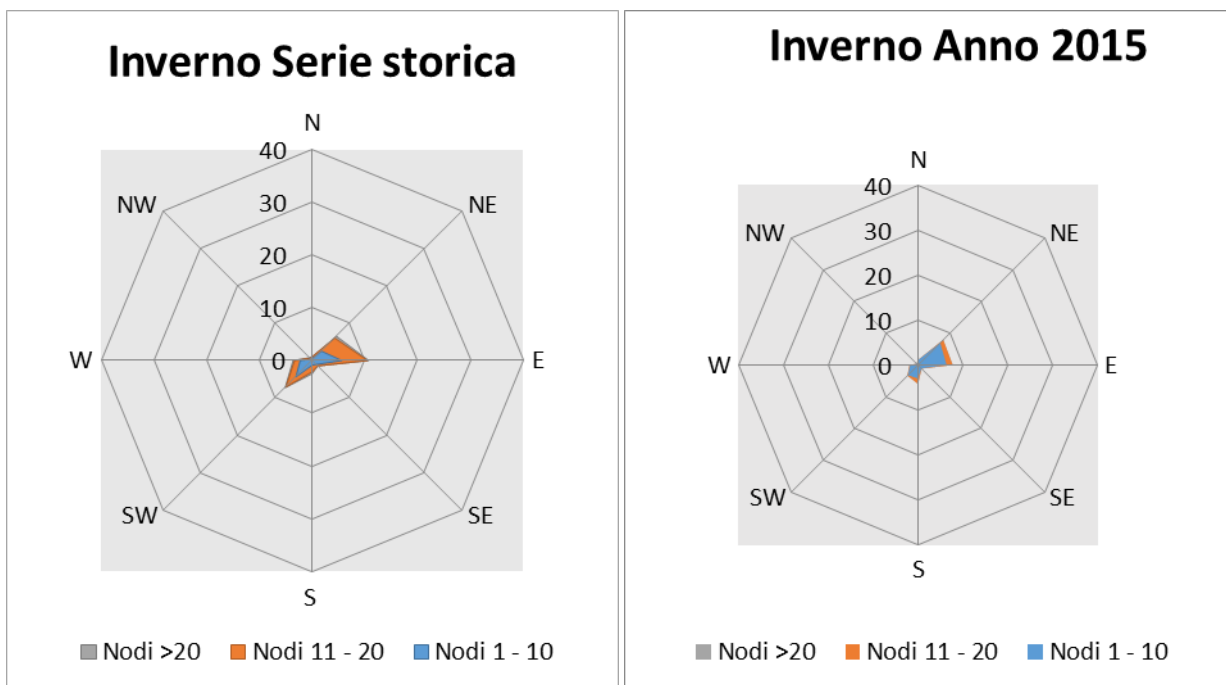 Inverno Serie storica
N
40
NW
NE
30
20
10
W
0
E
SW
SE
S
Nodi >20 Nodi 11 - 20 Nodi 1 - 10
Inverno Anno 2015
N
40
NW
NE
30
20
10
W
0
E
SW
SE
S
Nodi >20 Nodi 11 - 20 Nodi 1 - 10